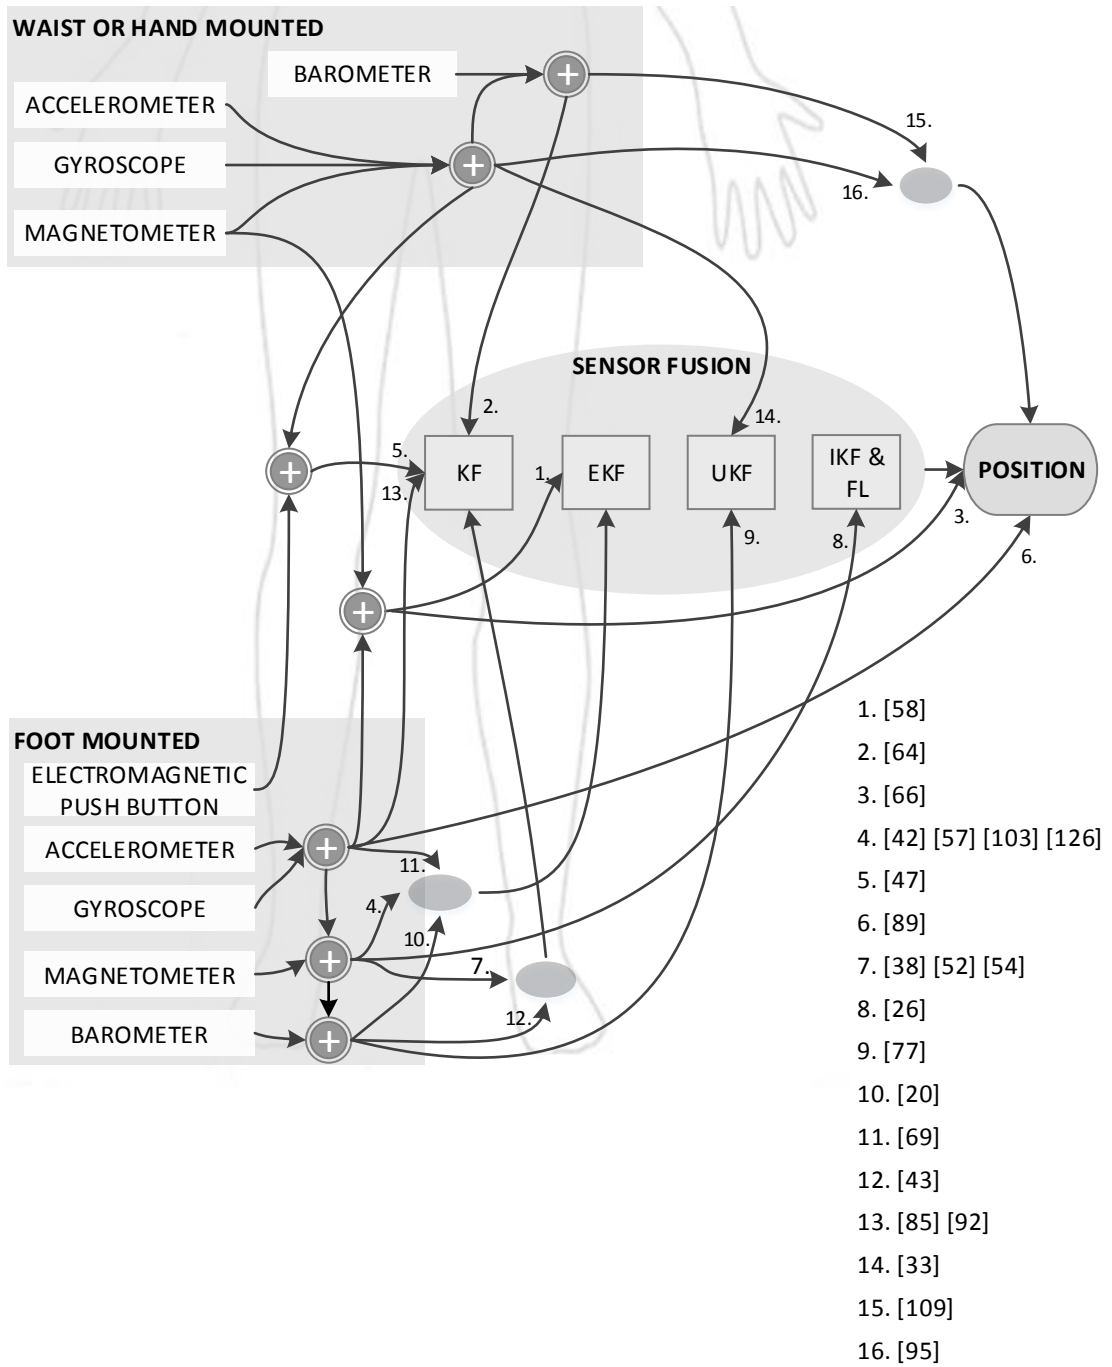 WAIST OR HAND MOUNTED
BAROMETER
ACCELEROMETER
GYROSCOPE
MAGNETOMETER
15.
16.
SENSOR FUSION
2.
14.
5.
13.
1.
KF
EKF
UKF
IKF &
FL
POSITION
3.
9.
8.
6.
FOOT MOUNTED
ELECTROMAGNETIC
PUSH BUTTON
ACCELEROMETER
GYROSCOPE
MAGNETOMETER
BAROMETER
11.
4.
10.
7.
12.
1. [58]
2. [64]
3. [66]
4. [42] [57] [103] [126]
5. [47]
6. [89]
7. [38] [52] [54]
8. [26]
9. [77]
10. [20]
11. [69]
12. [43]
13. [85] [92]
14. [33]
15. [109]
16. [95]